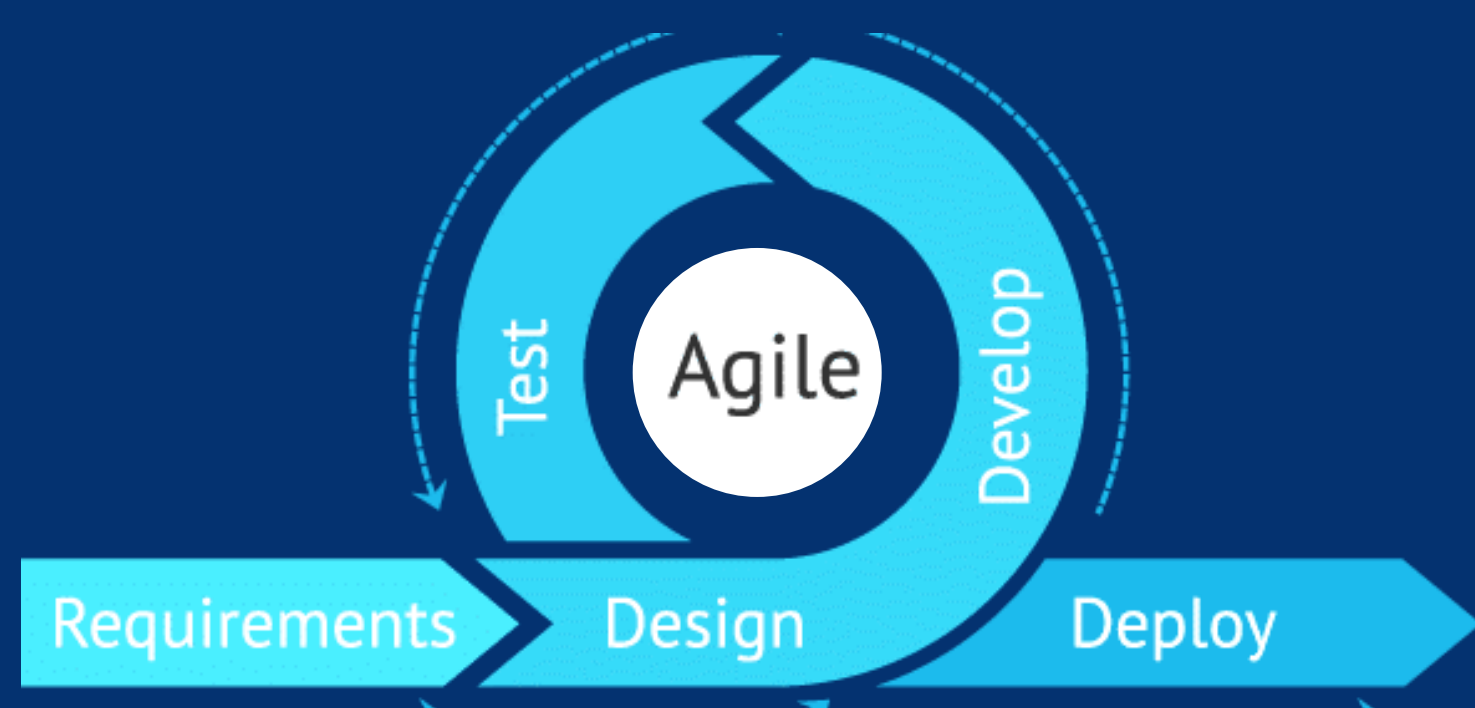 Test
Agile
Develop
Requirements
Design
Deploy